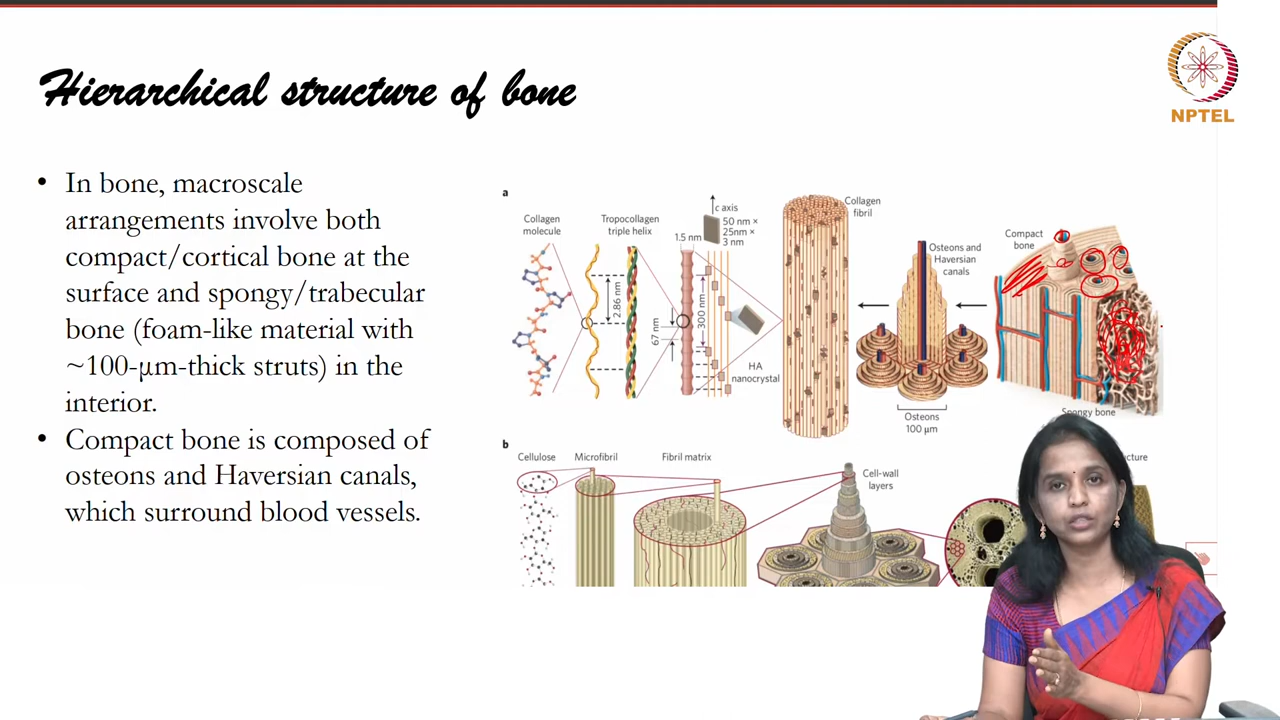 Hierarchical structure of bone
NPTEL
• In bone, macroscale
arrangements involve both
compact/cortical bone at the
surface and spongy/trabecular
bone (foam-like material with
~100-μm-thick struts) in the
interior.
• Compact bone is composed of
osteons and Haversian canals,
which surround blood vessels.
a
Collagen
molecule
Tropocollagen
triple helix
2.86 nm
67 nm
1.5 nm
300 nm
c axis
50 nm ×
25nm ×
3 nm
HA
nanocrystal
Collagen
fibril
Osteons and
Haversian
canals
Osteons
100 μm
Compact
bone
Spongy bone
b
Cellulose
Microfibril
Fibril matrix
Cell-wall
layers